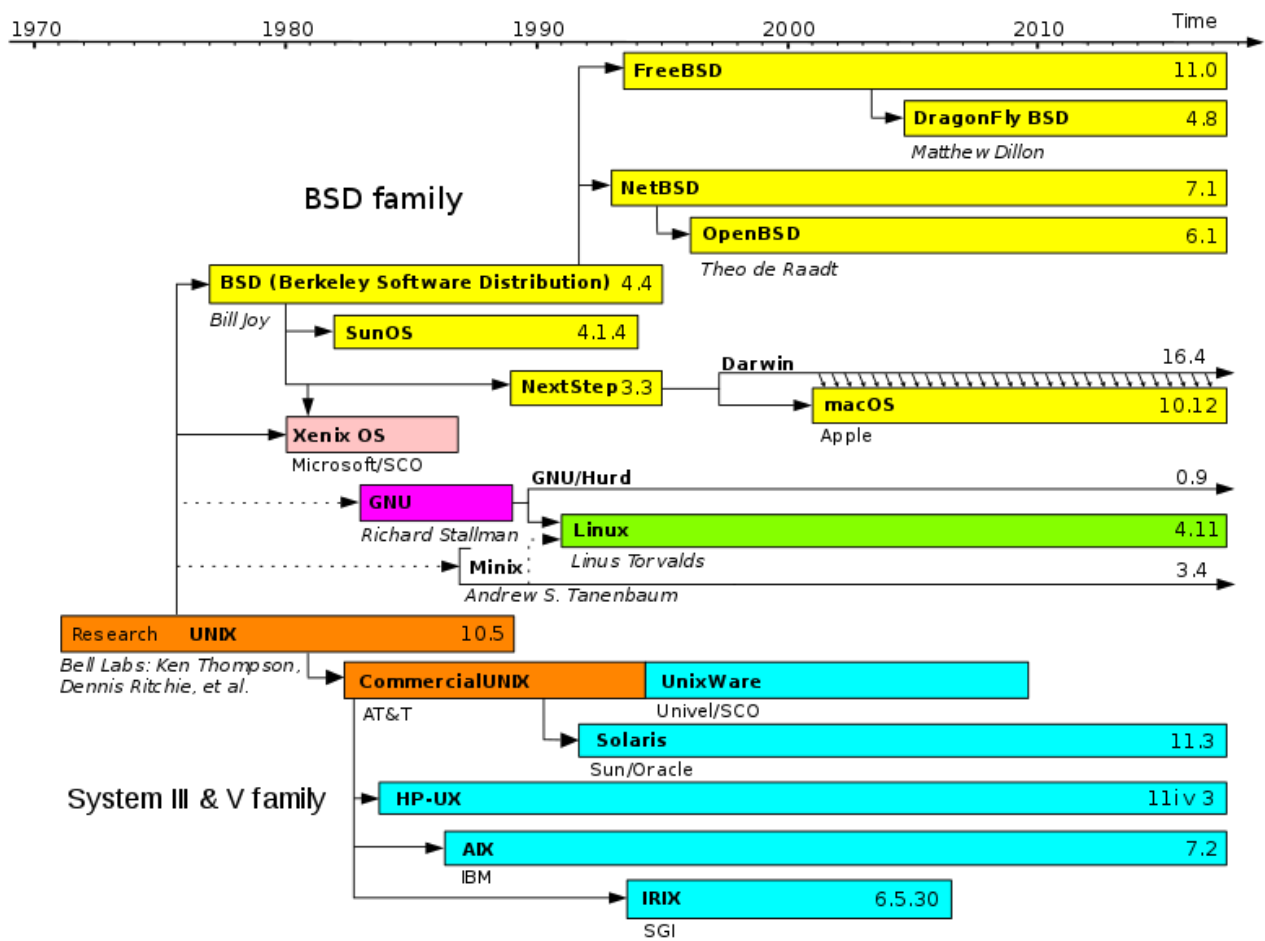 1970 1980 1990 2000 2010 Time
FreeBSD 11.0
DragonFly BSD 4.8
Matthew Dillon
BSD family
NetBSD 7.1
OpenBSD 6.1
Theo de Raadt
BSD (Berkeley Software Distribution) 4.4
Bill Joy
SunOS 4.1.4
Darwin 16.4
NextStep 3.3
macOS 10.12
Apple
Xenix OS
Microsoft/SCO
GNU/Hurd 0.9
GNU
Richard Stallman
Linux 4.11
Linus Torvalds
Minix 3.4
Andrew S. Tanenbaum
Research UNIX 10.5
Bell Labs: Ken Thompson,
Dennis Ritchie, et al.
CommercialUNIX UnixWare
AT&T Univel/SCO
Solaris 11.3
Sun/Oracle
System III & V family
HP-UX 11i v 3
AIX 7.2
IBM
IRIX 6.5.30
SGI